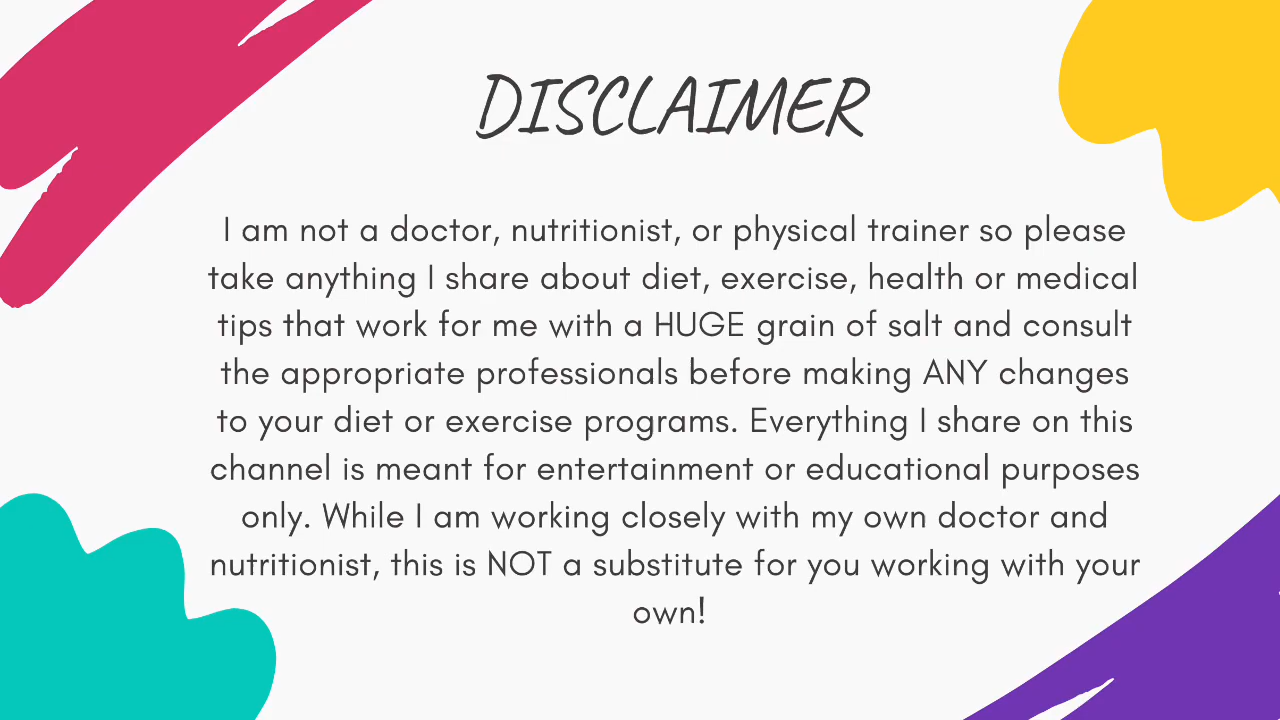 DISCLAIMER
I am not a doctor, nutritionist, or physical trainer so please
take anything I share about diet, exercise, health or medical
tips that work for me with a HUGE grain of salt and consult
the appropriate professionals before making ANY changes
to your diet or exercise programs. Everything I share on this
channel is meant for entertainment or educational purposes
only. While I am working closely with my own doctor and
nutritionist, this is NOT a substitute for you working with your
own!